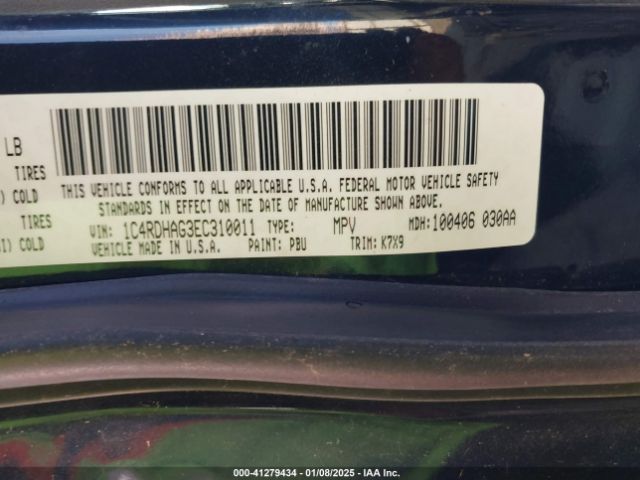 LB
TIRES
) COLD
TIRES
I) COLD
THIS VEHICLE CONFORMS TO ALL APPLICABLE U.S.A. FEDERAL MOTOR VEHICLE SAFETY
STANDARDS IN EFFECT ON THE DATE OF MANUFACTURE SHOWN ABOVE.
VIN: 1C4RDHAG3EC310011 TYPE: MPV MDH: 100406 030AA
VEHICLE MADE IN U.S.A. PAINT: PBU TRIM: K7X9
000-41279434 - 01/08/2025 - IAA Inc.